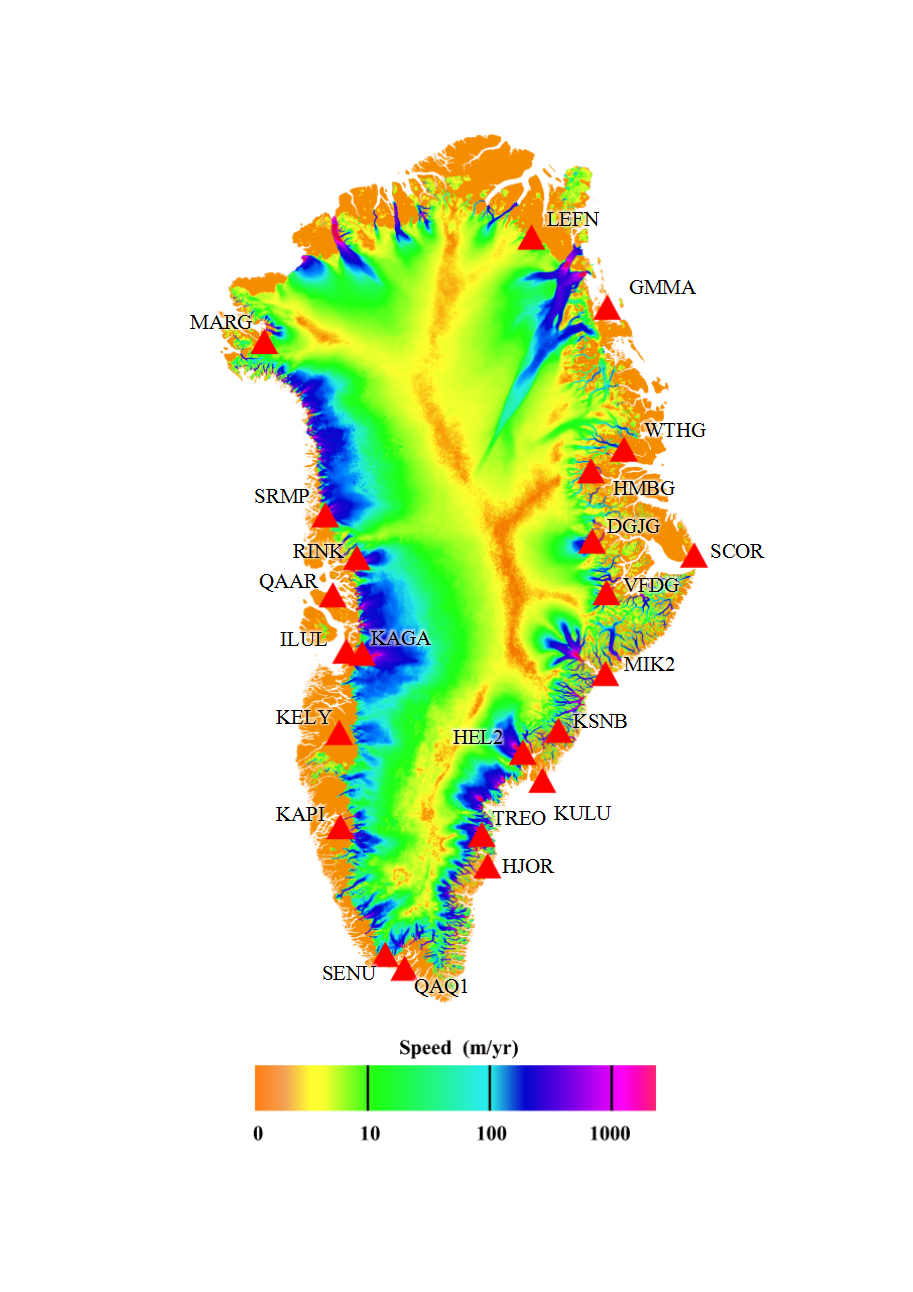 LEFN
GMMA
MARG
WTHG
HMBG
SRMP
DGJG
RINK
SCOR
QAAR
VFDG
ILUL
KAGA
MIK2
KELY
KSNB
HEL2
KAPI
TREO
KULU
HJOR
SENU
QAQ1
Speed (m/yr)
0 10 100 1000